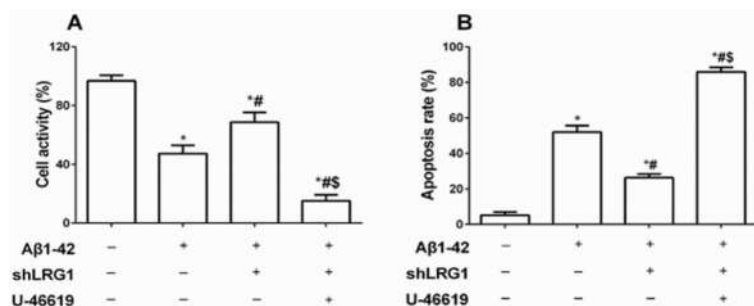 A
Cell activity (%)
120
80
40
0
*
*#
*#$
Aβ1-42 – + + +
shLRG1 – – + +
U-46619 – – – +
B
Apoptosis rate (%)
100
80
60
40
20
0
*
*#
*#$
Aβ1-42 – + + +
shLRG1 – – + +
U-46619 – – – +